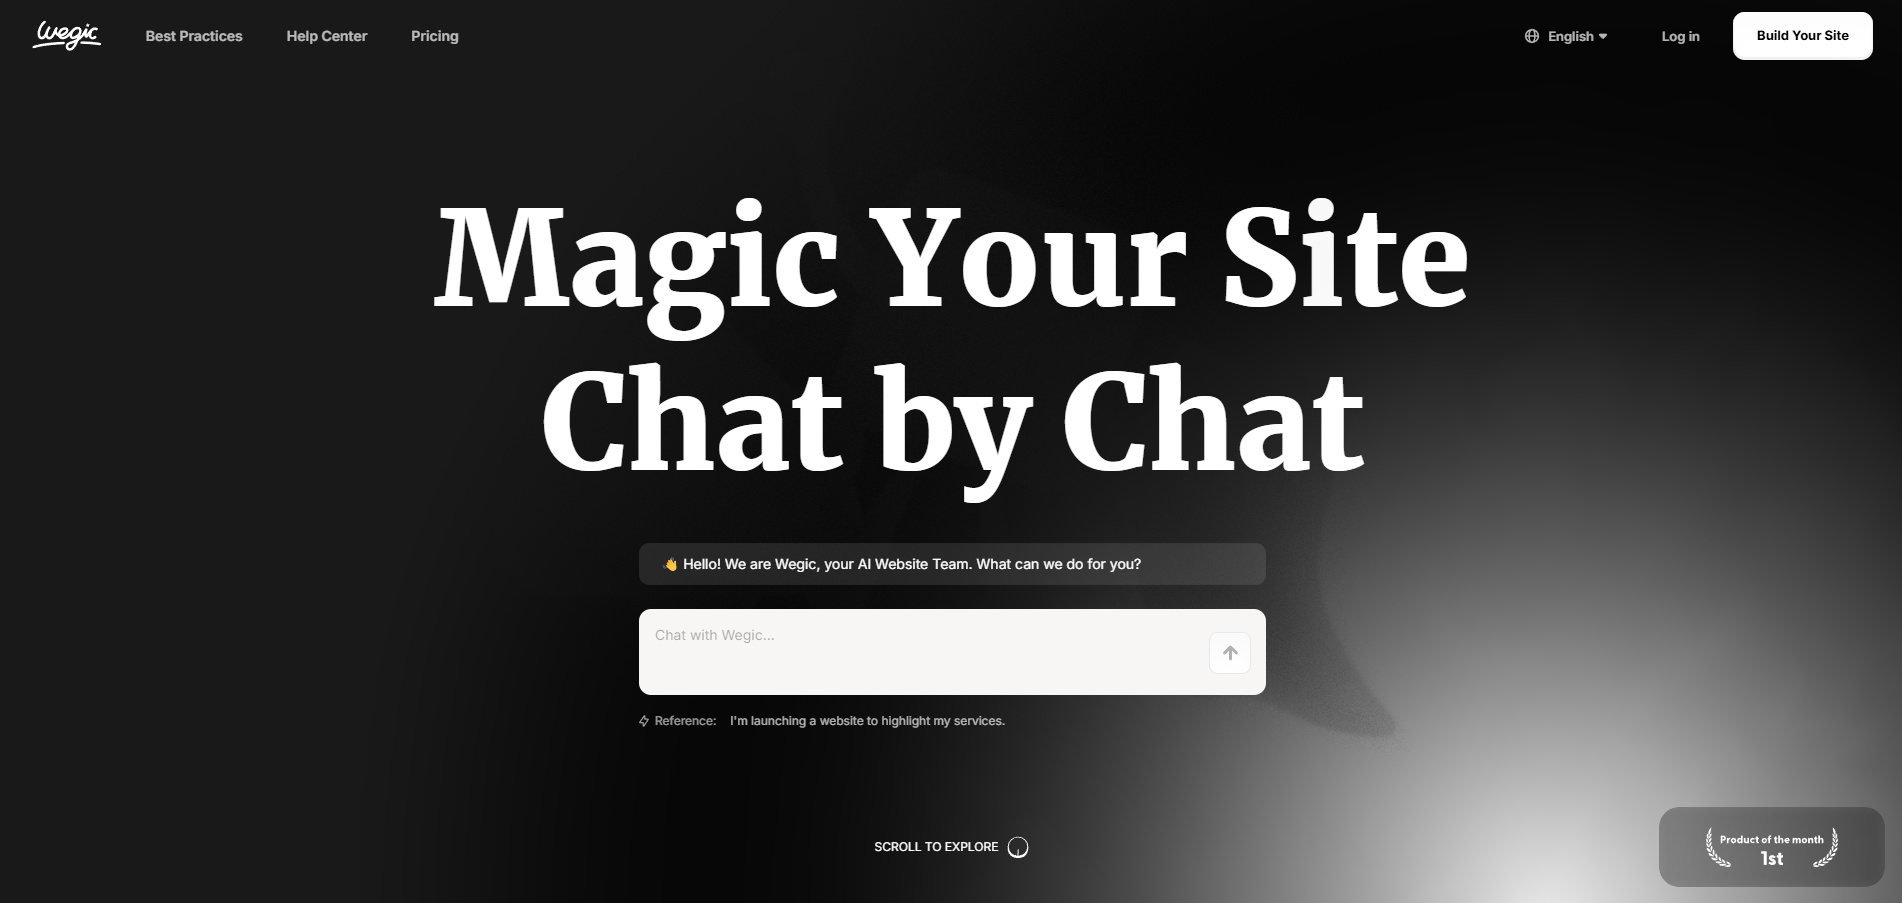 Wegic
Best Practices
Help Center
Pricing
English
Log in
Build Your Site
Magic Your Site
Chat by Chat
👋 Hello! We are Wegic, your AI Website Team. What can we do for you?
Chat with Wegic...
Reference: I'm launching a website to highlight my services.
SCROLL TO EXPLORE
Product of the month
1st